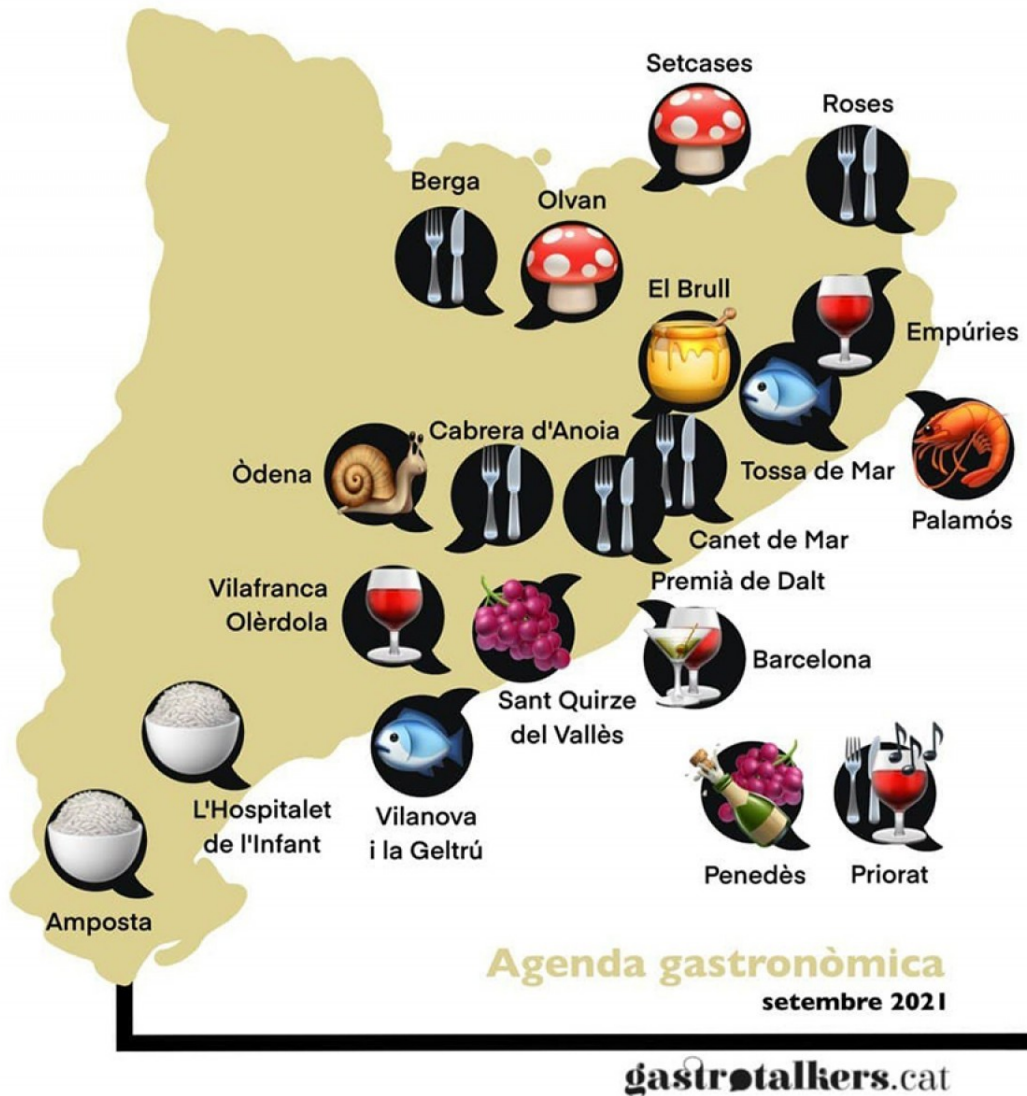 Setcases
Roses
Berga
Olvan
El Brull
Empúries
Cabrera d'Anoia
Òdena
Tossa de Mar
Palamós
Canet de Mar
Premià de Dalt
Vilafranca
Olèrdola
Barcelona
Sant Quirze
del Vallès
L'Hospitalet
de l'Infant
Vilanova
i la Geltrú
Penedès
Priorat
Amposta
Agenda gastronòmica
setembre 2021
gastrotalkers.cat